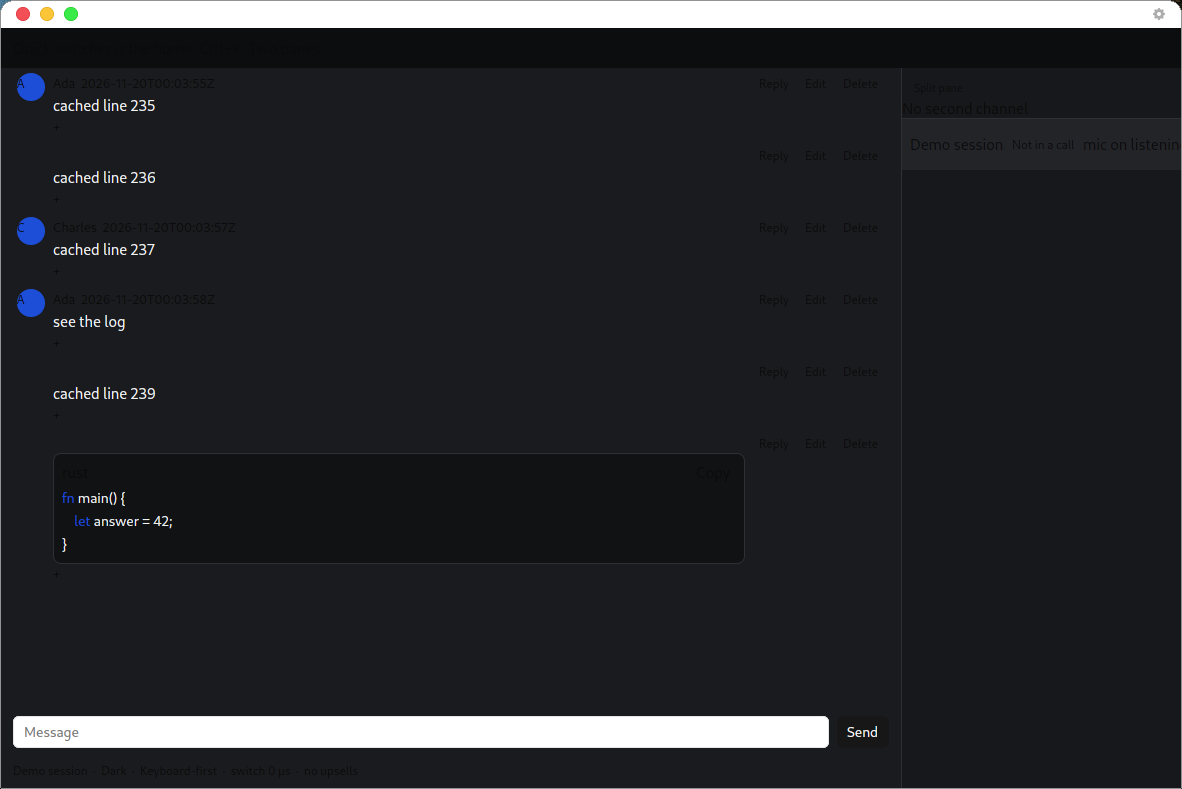 A Ada 2026-11-20T00:03:55Z Reply Edit Delete
cached line 235
+
Reply Edit Delete
cached line 236
+
C Charles 2026-11-20T00:03:57Z Reply Edit Delete
cached line 237
+
A Ada 2026-11-20T00:03:58Z Reply Edit Delete
see the log
+
Reply Edit Delete
cached line 239
+
Reply Edit Delete
rust Copy
fn main() {
let answer = 42;
}
+
Message Send
Demo session · Dark · Keyboard-first · switch 0 µs · no upsells
Split pane
No second channel
Demo session Not in a call mic on listenin